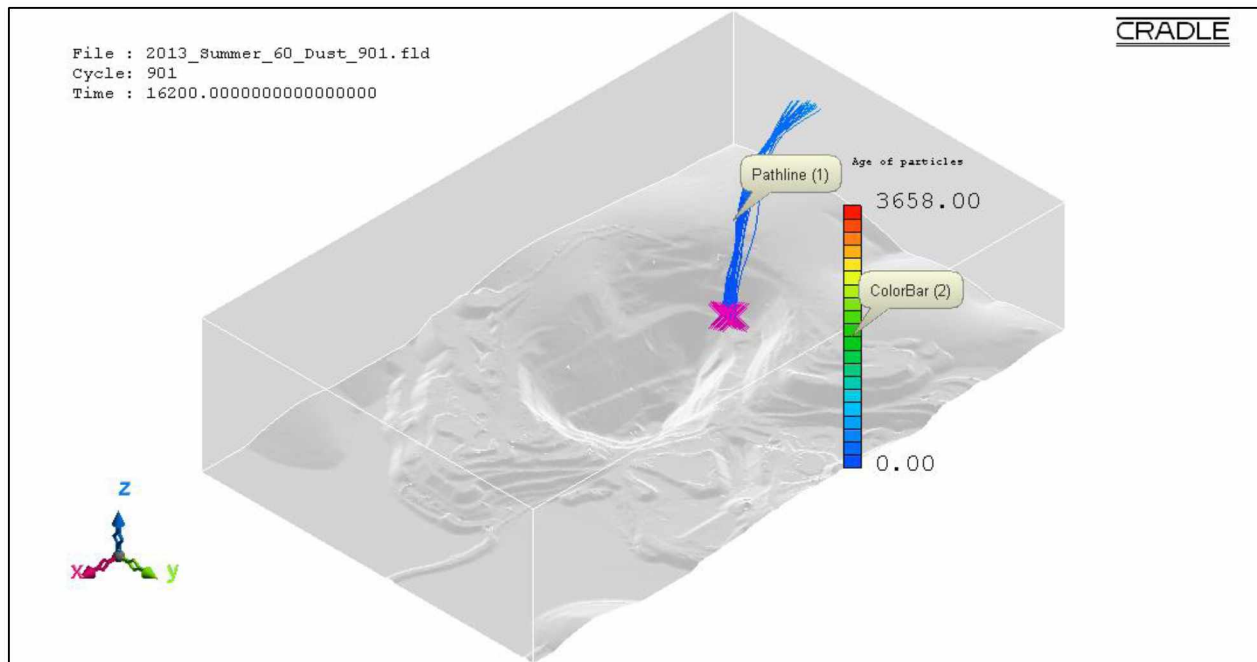 CRADLE
File : 2013_Summer_60_Dust_901.fld
Cycle: 901
Time : 16200.0000000000000000
Age of particles
Pathline (1)
3658.00
ColorBar (2)
0.00
z
x
y